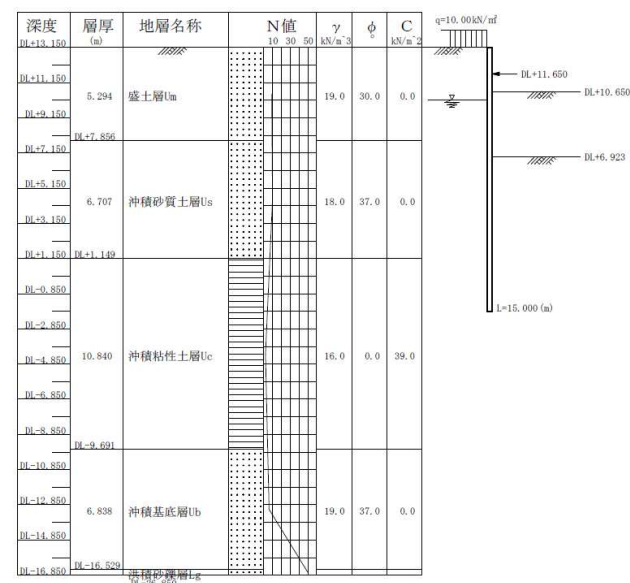 深度 層厚 地層名称 N値 γ φ C
DL+13.150 (m) 10 30 50 kN/m^3 ° kN/m^2
DL+11.150
5.294 盛土層Um 19.0 30.0 0.0
DL+9.150
DL+7.856
DL+7.150
DL+5.150
6.707 沖積砂質土層Us 18.0 37.0 0.0
DL+3.150
DL+1.150 DL+1.149
DL-0.850
DL-2.850
DL-4.850 10.840 沖積粘性土層Uc 16.0 0.0 39.0
DL-6.850
DL-8.850
DL-9.691
DL-10.850
DL-12.850
6.838 沖積基底層Ub 19.0 37.0 0.0
DL-14.850
DL-16.529
DL-16.850 洪積砂礫層Lg
q=10.00kN/㎡
DL+11.650
DL+10.650
DL+6.923
L=15.000(m)